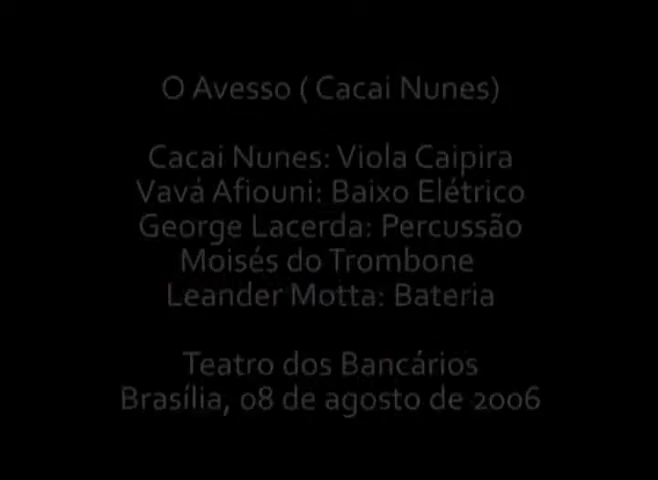 O Avesso ( Cacai Nunes)
Cacai Nunes: Viola Caipira
Vavá Afiouni: Baixo Elétrico
George Lacerda: Percussão
Moisés do Trombone
Leander Motta: Bateria
Teatro dos Bancários
Brasília, 08 de agosto de 2006